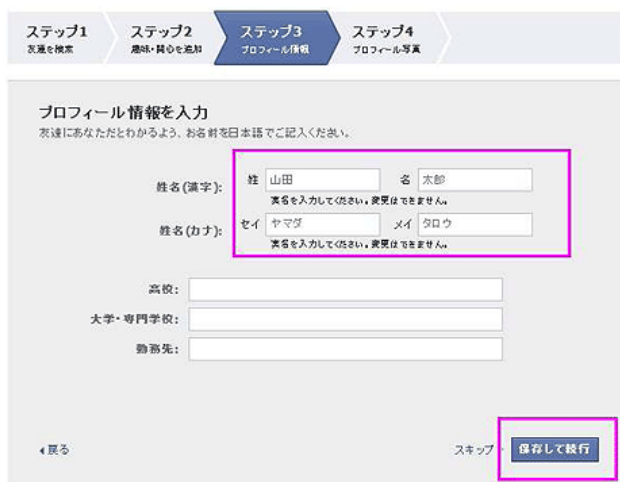 ステップ1 ステップ2 ステップ3 ステップ4
友達を検索 趣味・関心を追加 プロフィール情報 プロフィール写真
プロフィール情報を入力
友達にあなただとわかるよう、お名前を日本語でご記入ください。
姓名(漢字): 姓 山田 名 太郎
実名を入力してください。変更はできません。
姓名(カナ): セイ ヤマダ メイ タロウ
実名を入力してください。変更はできません。
高校:
大学・専門学校:
勤務先:
戻る スキップ · 保存して続行